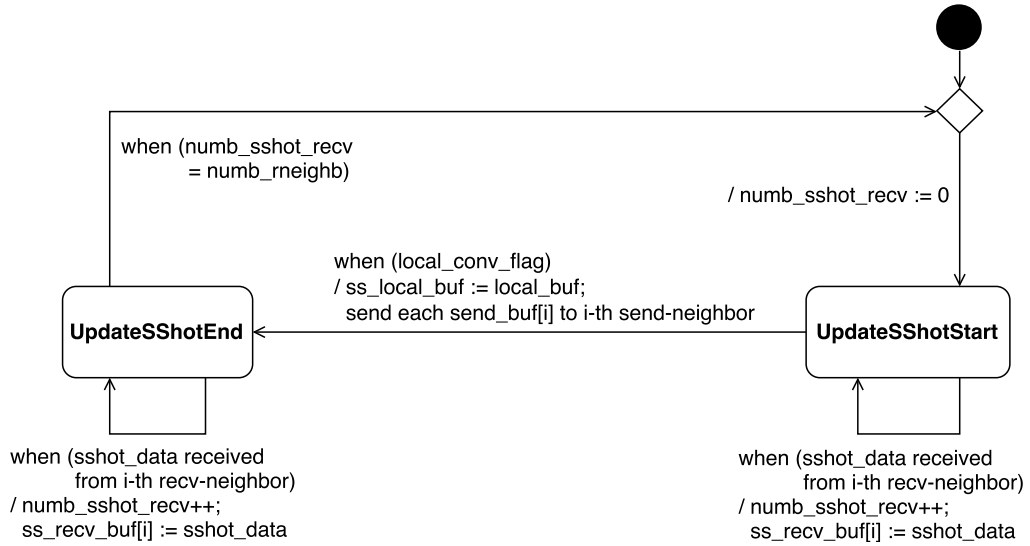 when (numb_sshot_recv
= numb_rneighb)
/ numb_sshot_recv := 0
when (local_conv_flag)
/ ss_local_buf := local_buf;
send each send_buf[i] to i-th send-neighbor
UpdateSShotEnd
UpdateSShotStart
when (sshot_data received
from i-th recv-neighbor)
/ numb_sshot_recv++;
ss_recv_buf[i] := sshot_data
when (sshot_data received
from i-th recv-neighbor)
/ numb_sshot_recv++;
ss_recv_buf[i] := sshot_data